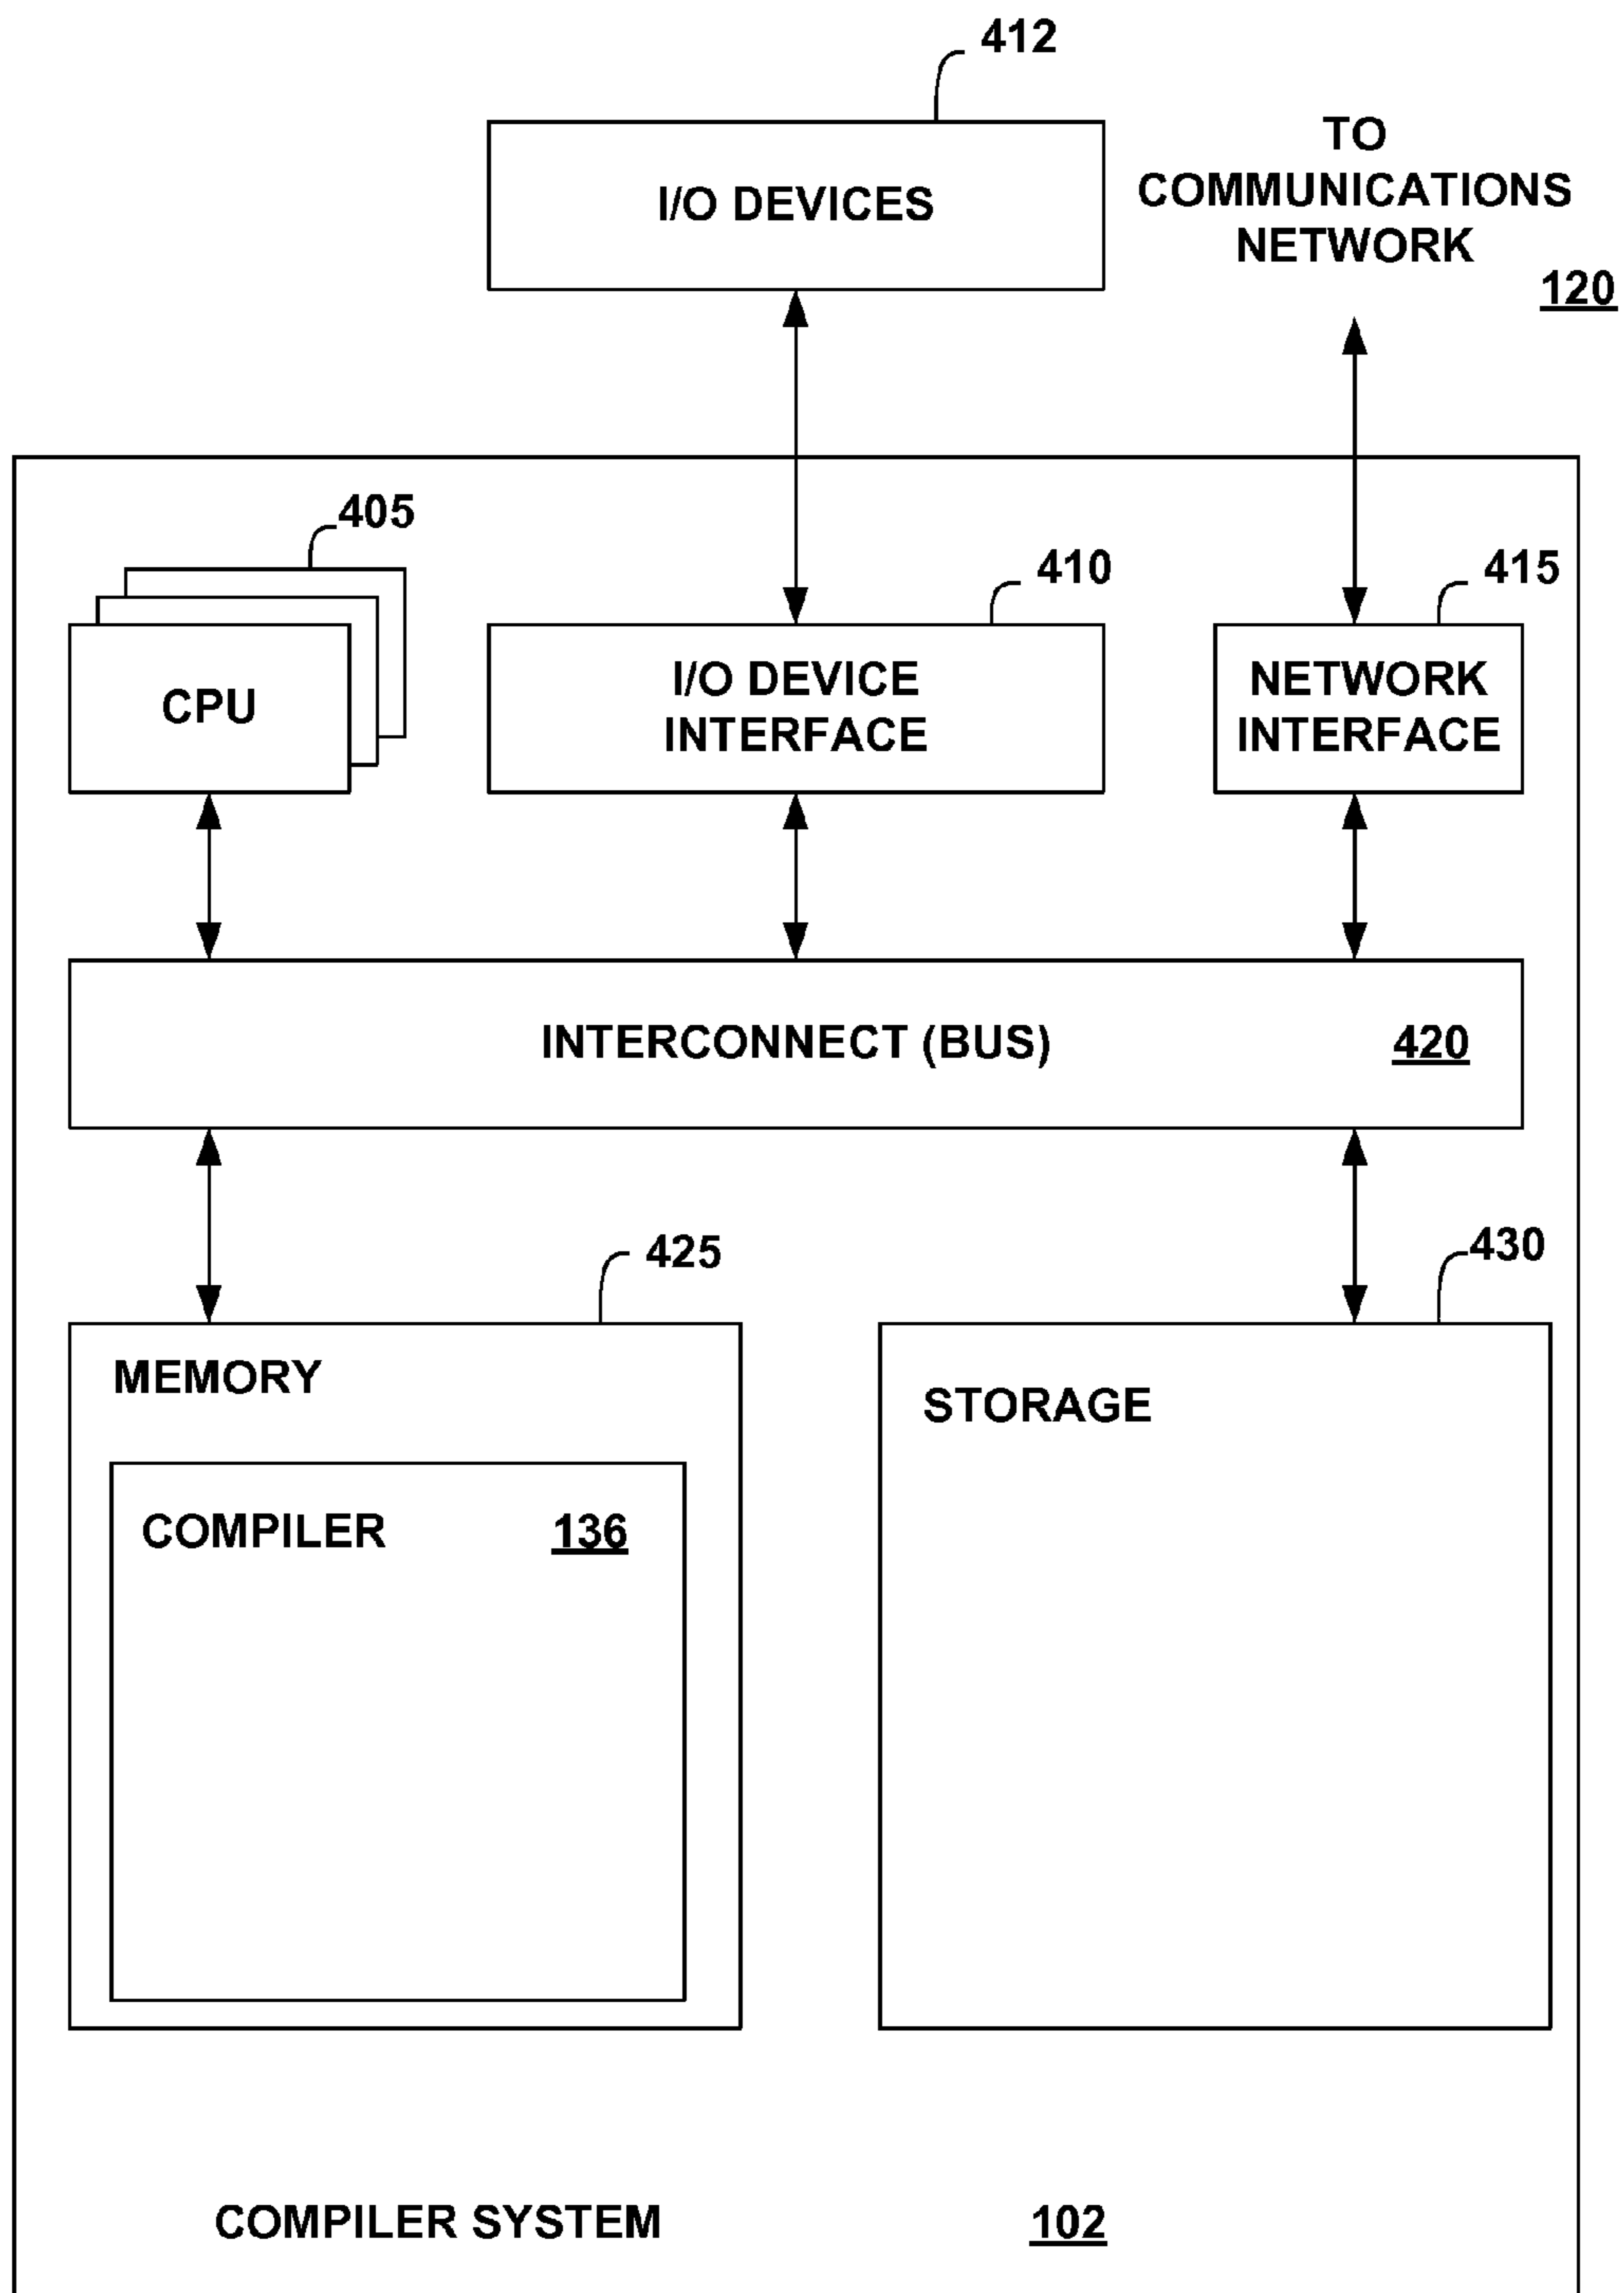 412
I/O DEVICES
TO
COMMUNICATIONS
NETWORK
120
405
410
415
CPU
I/O DEVICE
INTERFACE
NETWORK
INTERFACE
INTERCONNECT (BUS)
420
425
430
MEMORY
STORAGE
COMPILER
136
COMPILER SYSTEM
102